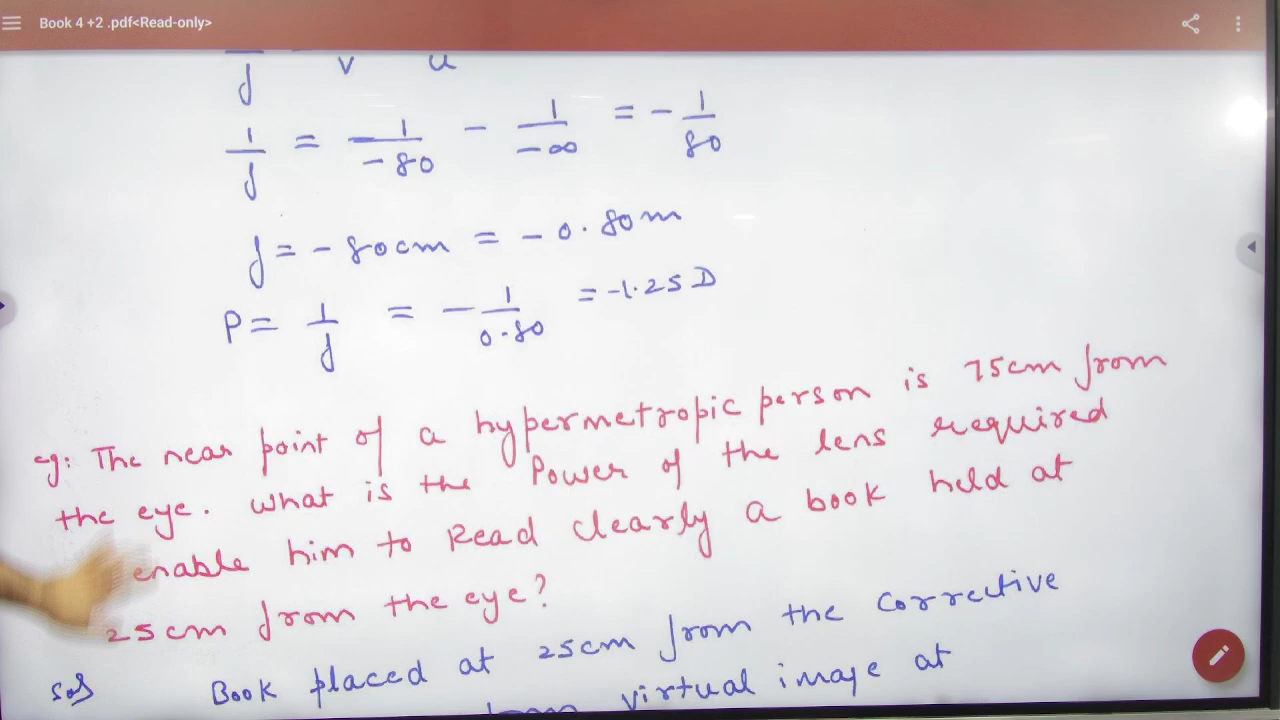 Book 4 +2 .pdf<Read-only>
f v u
1/f = 1/-80 - 1/-∞ = - 1/80
f = - 80cm = - 0.80m
P = 1/f = - 1/0.80 = -1.25 D
eg: The near point of a hypermetropic person is 75cm from
the eye. What is the Power of the lens required
enable him to Read clearly a book held at
25cm from the eye?
Sol Book placed at 25cm from the corrective
virtual image at